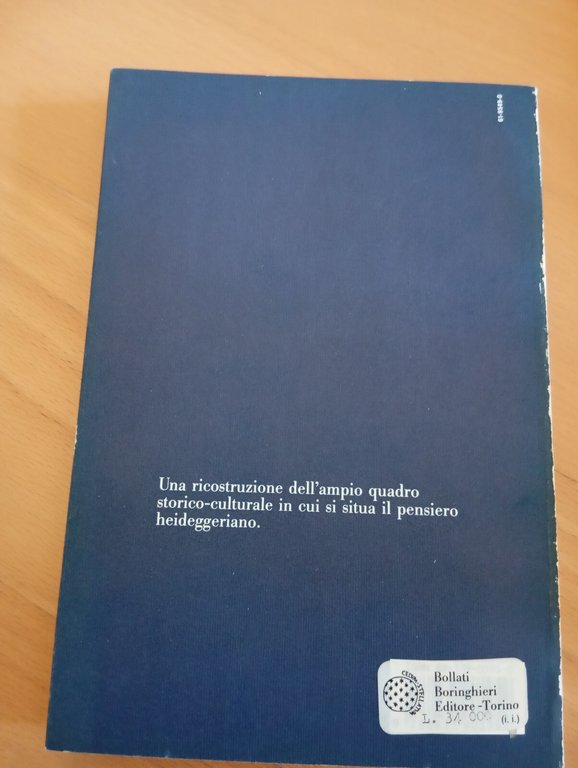 Una ricostruzione dell'ampio quadro
storico-culturale in cui si situa il pensiero
heideggeriano.
Bollati
Boringhieri
Editore -Torino
L. (i. i.)